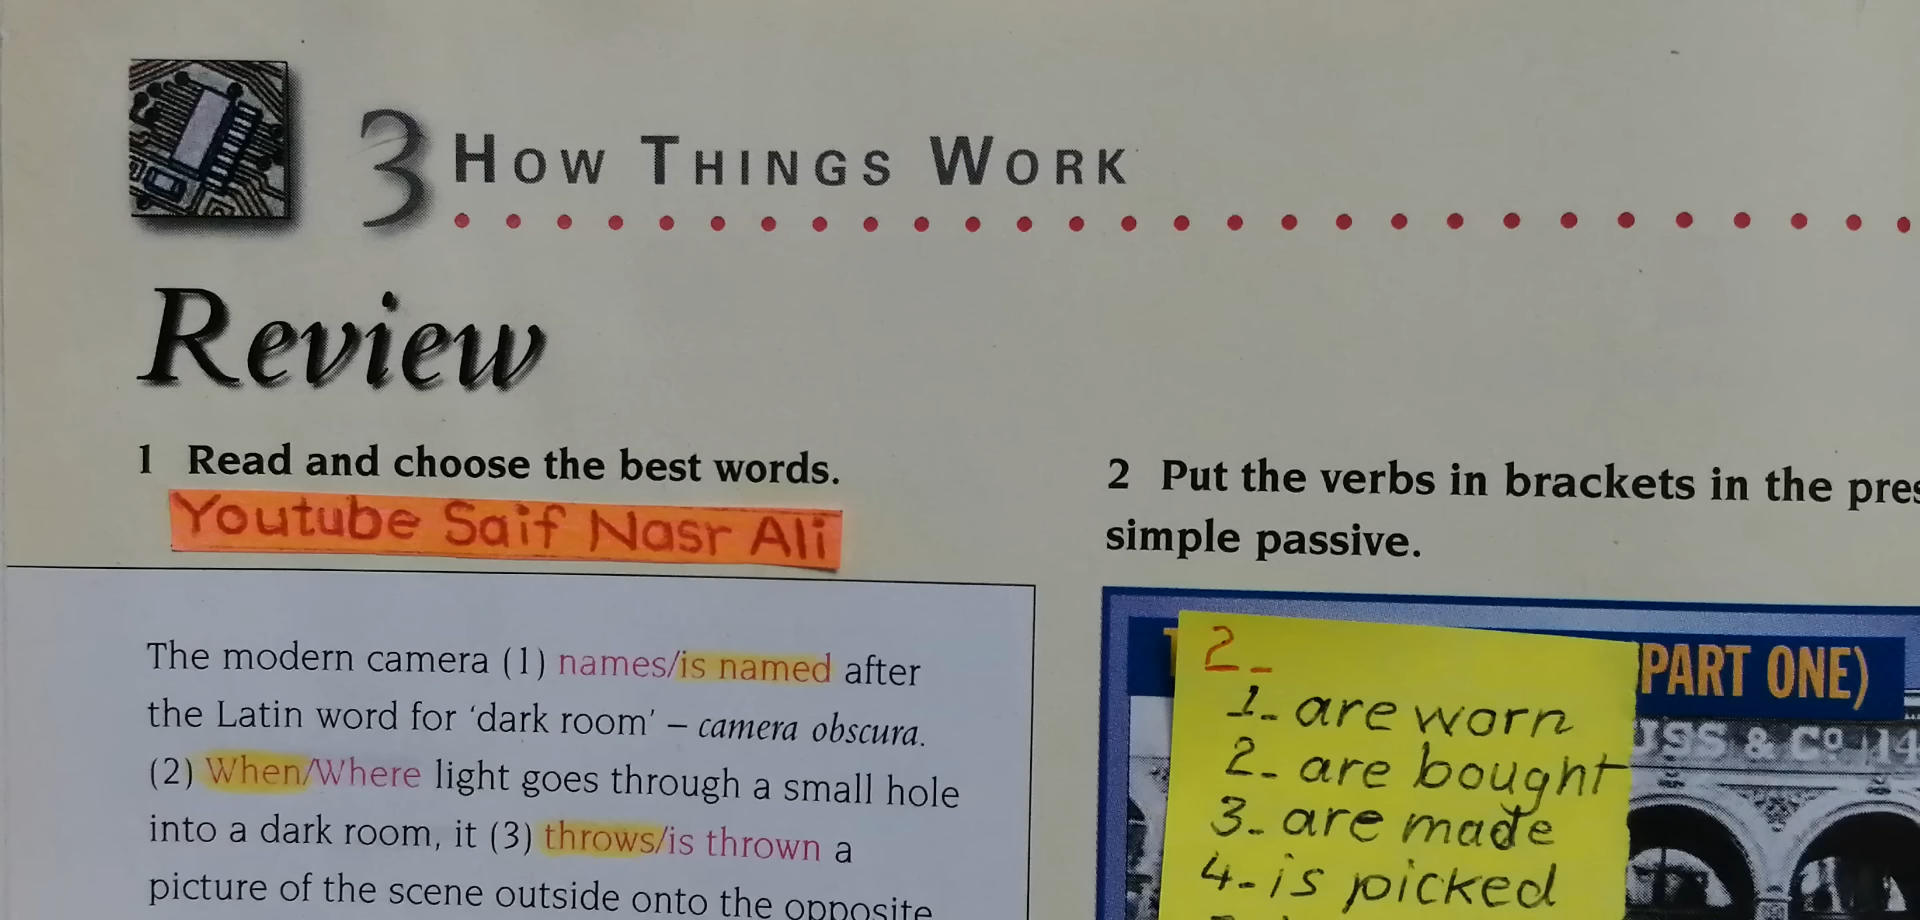 3 HOW THINGS WORK
Review
1 Read and choose the best words.
Youtube Saif Nasr Ali
The modern camera (1) names/is named after
the Latin word for ‘dark room’ – camera obscura.
(2) When/Where light goes through a small hole
into a dark room, it (3) throws/is thrown a
picture of the scene outside onto the opposite
2 Put the verbs in brackets in the
simple passive.
PART ONE)
& Co 14
2-
1- are worn
2- are bought
3- are made
4- is picked